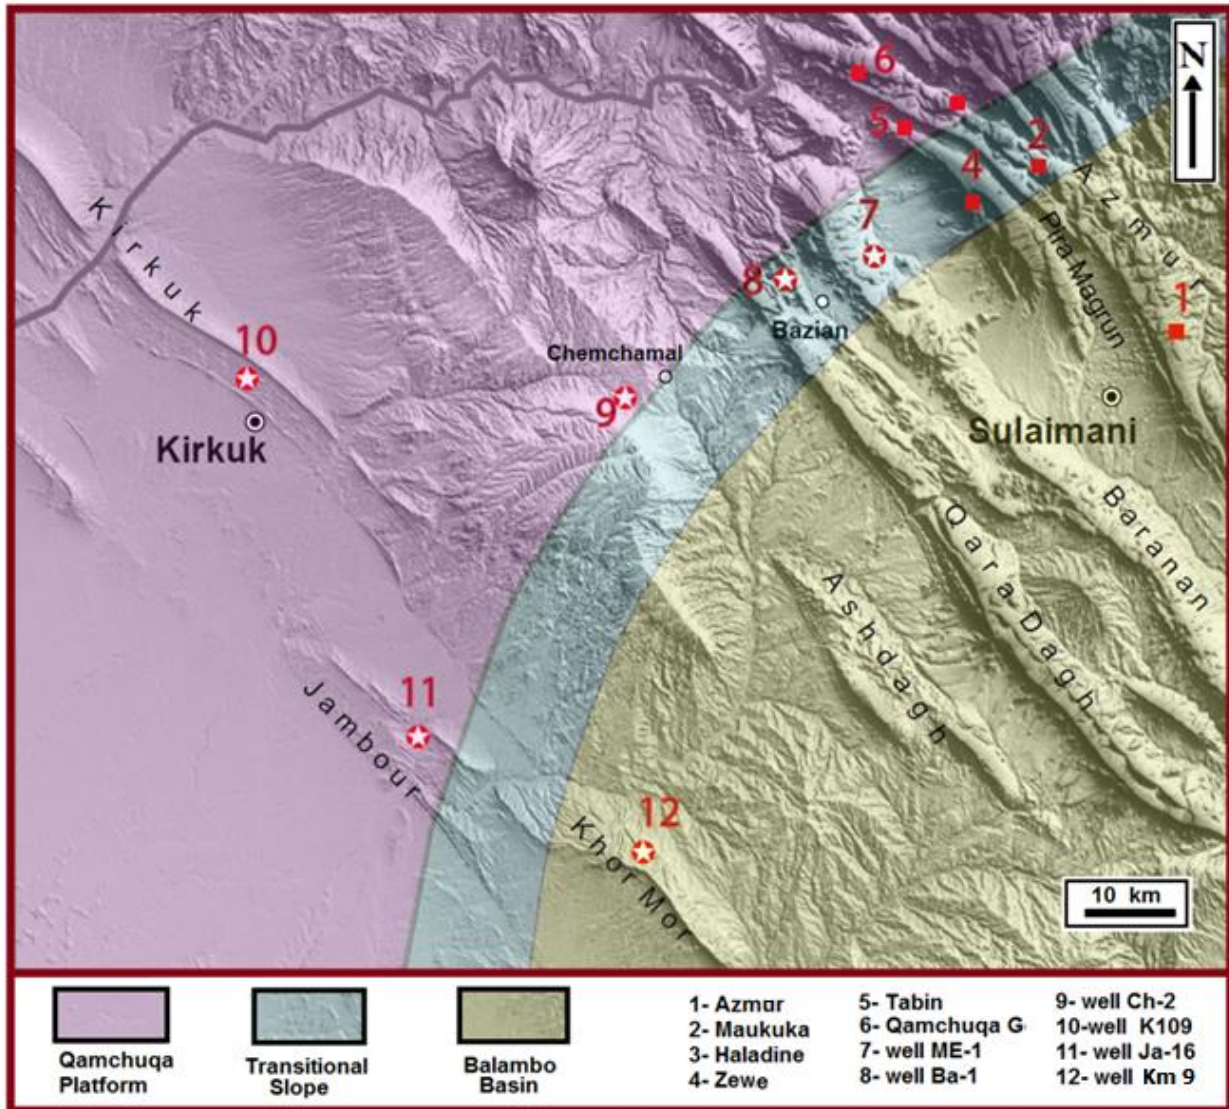 N
6
5
2
4
Azmur
Kirkuk
7
Pira Magrun
8
1
Bazian
10
Chemchamal
9
Kirkuk
Sulaimani
Baranan
Qara Dagh
Ashdagh
11
Jambour
12
Khor Mor
10 km
Qamchuqa
Platform
Transitional
Slope
Balambo
Basin
1- Azmar
2- Maukuka
3- Haladine
4- Zewe
5- Tabin
6- Qamchuqa G
7- well ME-1
8- well Ba-1
9- well Ch-2
10-well K109
11- well Ja-16
12- well Km 9